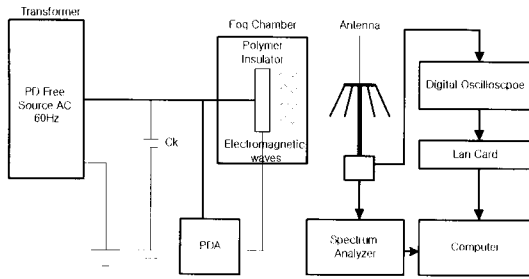 Transformer
PD Free
Source AC
60Hz
Ck
PDA
Fog Chamber
Polymer
Insulator
Electromagnetic
waves
Antenna
Spectrum
Analyzer
Digital Oscilloscpoe
Lan Card
Computer